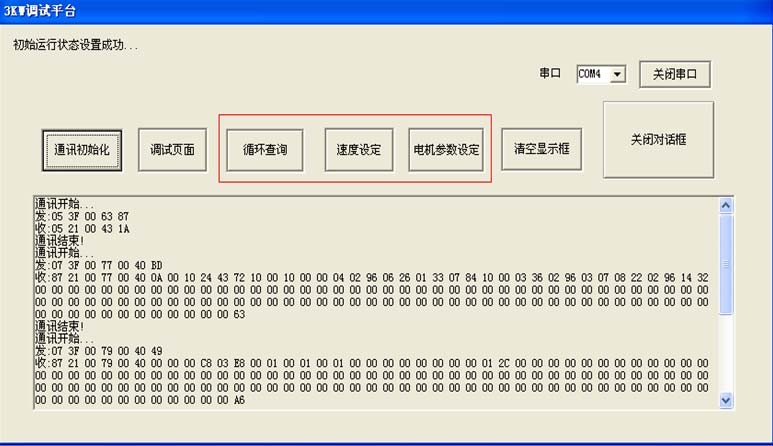 3KW调试平台
初始运行状态设置成功...
串口 COM4 关闭串口
通讯初始化 调试页面 循环查询 速度设定 电机参数设定 清空显示框 关闭对话框
通讯开始...
发:05 3F 00 63 87
收:05 21 00 43 1A
通讯结束!
通讯开始...
发:07 3F 00 77 00 40 BD
收:87 21 00 77 00 40 0A 00 10 24 43 72 10 00 10 00 00 04 02 96 06 26 01 33 07 84 10 00 03 36 02 96 03 07 08 22 02 96 14 32
00 00 00 00 00 00 00 00 00 00 00 00 00 00 00 00 00 00 00 00 00 00 00 00 00 00 00 00 00 00 00 00 00 00 00 00 00 00 00 00
00 00 00 00 00 00 00 00 00 00 00 00 00 00 00 00 00 00 00 00 00 00 00 00 00 00 00 00 00 00 00 00 00 00 00 00 00 00 00 00
00 00 00 00 00 00 00 00 00 00 00 00 63
通讯结束!
通讯开始...
发:07 3F 00 79 00 40 49
收:87 21 00 79 00 40 00 00 00 C8 03 E8 00 01 00 01 00 01 00 00 00 00 00 00 00 00 01 2C 00 00 00 00 00 00 00 00 00 00 00 00
00 00 00 00 00 00 00 00 00 00 00 00 00 00 00 00 00 00 00 00 00 00 00 00 00 00 00 00 00 00 00 00 00 00 00 00 00 00 00 00
00 00 00 00 00 00 00 00 00 00 00 00 00 00 00 00 00 00 00 00 00 00 00 00 00 00 00 00 00 00 00 00 00 00 00 00 00 00 00 00
00 00 00 00 00 00 00 00 00 00 00 00 A6